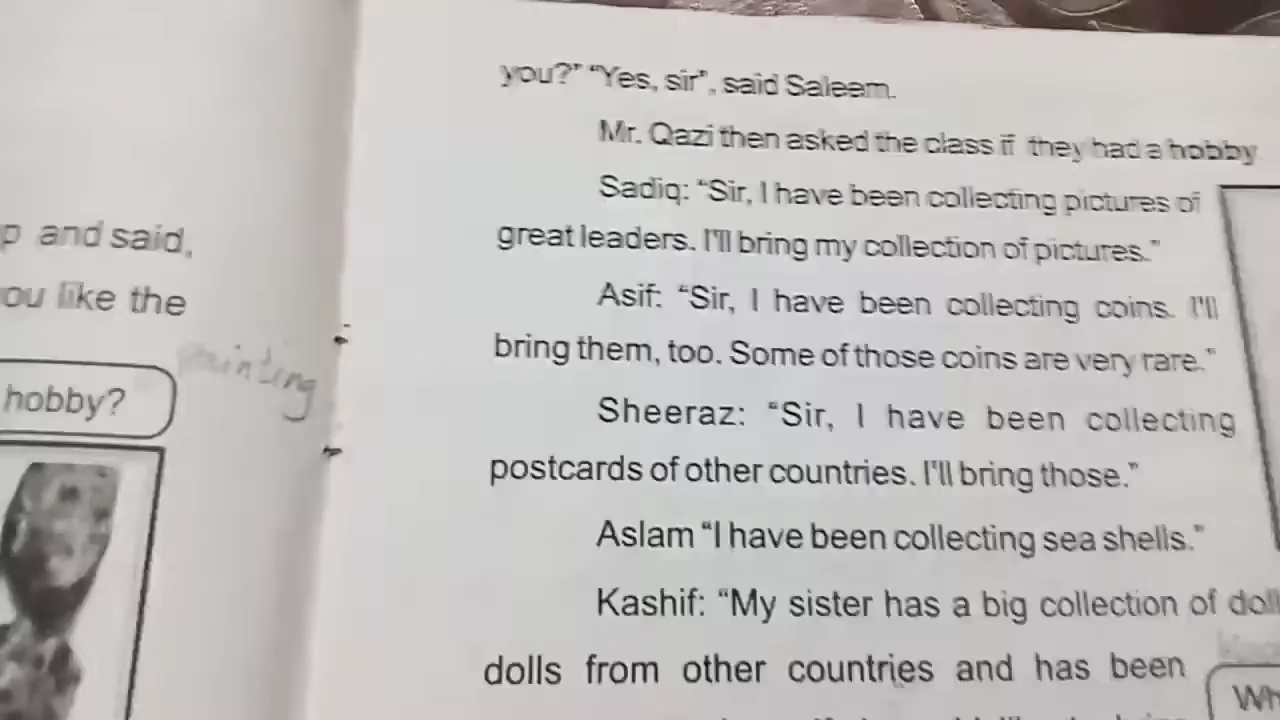 p and said,
ou like the
hobby?
you?" "Yes, sir", said Saleem.
Mr. Qazi then asked the class if they had a hobby
Sadiq: "Sir, I have been collecting pictures of
great leaders. I'll bring my collection of pictures."
Asif: "Sir, I have been collecting coins. I'll
bring them, too. Some of those coins are very rare."
Sheeraz: "Sir, I have been collecting
postcards of other countries. I'll bring those."
Aslam "I have been collecting sea shells."
Kashif: "My sister has a big collection of doll
dolls from other countries and has been
Wh